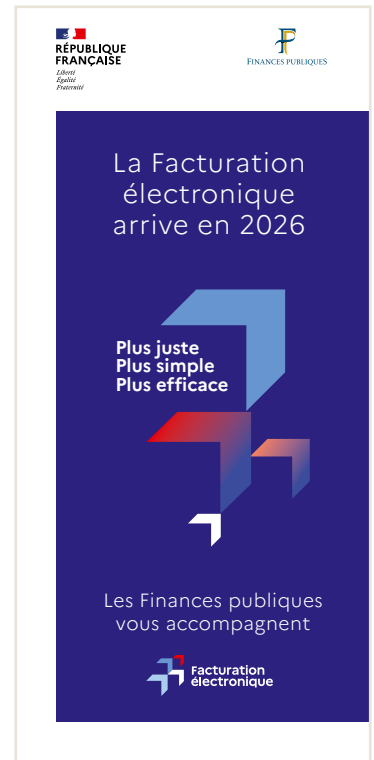 RÉPUBLIQUE
FRANÇAISE
Liberté
Égalité
Fraternité
FINANCES PUBLIQUES
La Facturation
électronique
arrive en 2026
Plus juste
Plus simple
Plus efficace
Les Finances publiques
vous accompagnent
Facturation
électronique